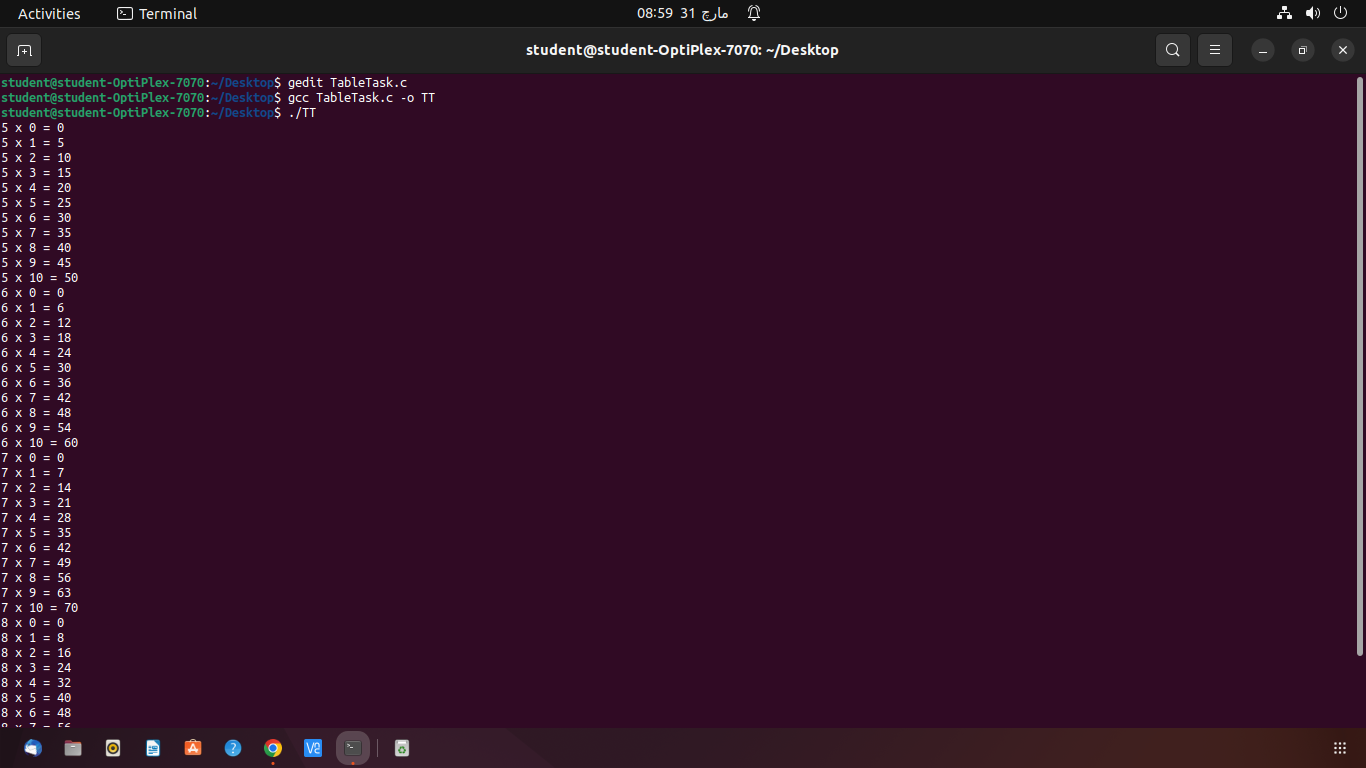 Activities
Terminal
08:59 31 مارچ
student@student-OptiPlex-7070: ~/Desktop
student@student-OptiPlex-7070:~/Desktop$ gedit TableTask.c
student@student-OptiPlex-7070:~/Desktop$ gcc TableTask.c -o TT
student@student-OptiPlex-7070:~/Desktop$ ./TT
5 x 0 = 0
5 x 1 = 5
5 x 2 = 10
5 x 3 = 15
5 x 4 = 20
5 x 5 = 25
5 x 6 = 30
5 x 7 = 35
5 x 8 = 40
5 x 9 = 45
5 x 10 = 50
6 x 0 = 0
6 x 1 = 6
6 x 2 = 12
6 x 3 = 18
6 x 4 = 24
6 x 5 = 30
6 x 6 = 36
6 x 7 = 42
6 x 8 = 48
6 x 9 = 54
6 x 10 = 60
7 x 0 = 0
7 x 1 = 7
7 x 2 = 14
7 x 3 = 21
7 x 4 = 28
7 x 5 = 35
7 x 6 = 42
7 x 7 = 49
7 x 8 = 56
7 x 9 = 63
7 x 10 = 70
8 x 0 = 0
8 x 1 = 8
8 x 2 = 16
8 x 3 = 24
8 x 4 = 32
8 x 5 = 40
8 x 6 = 48
8 x 7 = 56